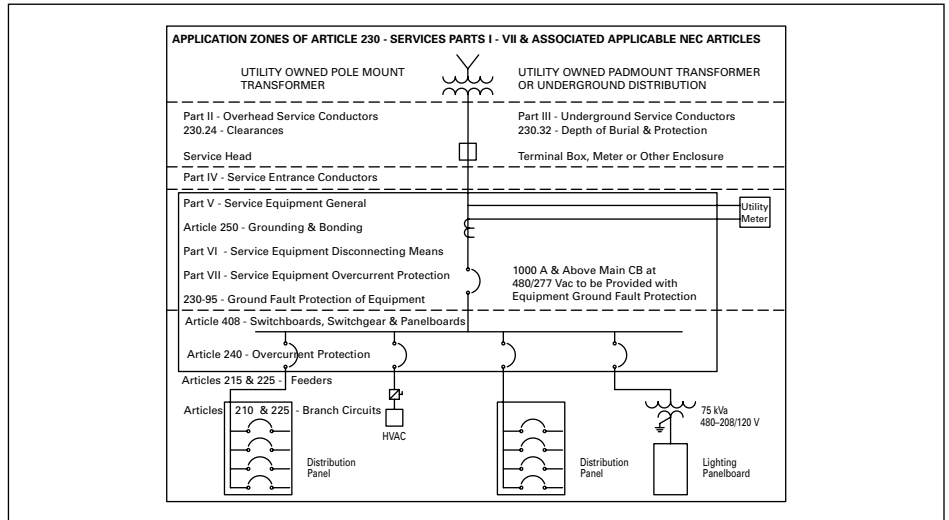 APPLICATION ZONES OF ARTICLE 230 - SERVICES PARTS I - VII & ASSOCIATED APPLICABLE NEC ARTICLES
UTILITY OWNED POLE MOUNT
TRANSFORMER
UTILITY OWNED PADMOUNT TRANSFORMER
OR UNDERGROUND DISTRIBUTION
Part II - Overhead Service Conductors
230.24 - Clearances
Service Head
Part III - Underground Service Conductors
230.32 - Depth of Burial & Protection
Terminal Box, Meter or Other Enclosure
Part IV - Service Entrance Conductors
Part V - Service Equipment General
Utility
Meter
Article 250 - Grounding & Bonding
Part VI - Service Equipment Disconnecting Means
Part VII - Service Equipment Overcurrent Protection
230-95 - Ground Fault Protection of Equipment
1000 A & Above Main CB at
480/277 Vac to be Provided with
Equipment Ground Fault Protection
Article 408 - Switchboards, Switchgear & Panelboards
Article 240 - Overcurrent Protection
Articles 215 & 225 - Feeders
Articles 210 & 225 - Branch Circuits
HVAC
75 kVa
480–208/120 V
Distribution
Panel
Distribution
Panel
Lighting
Panelboard